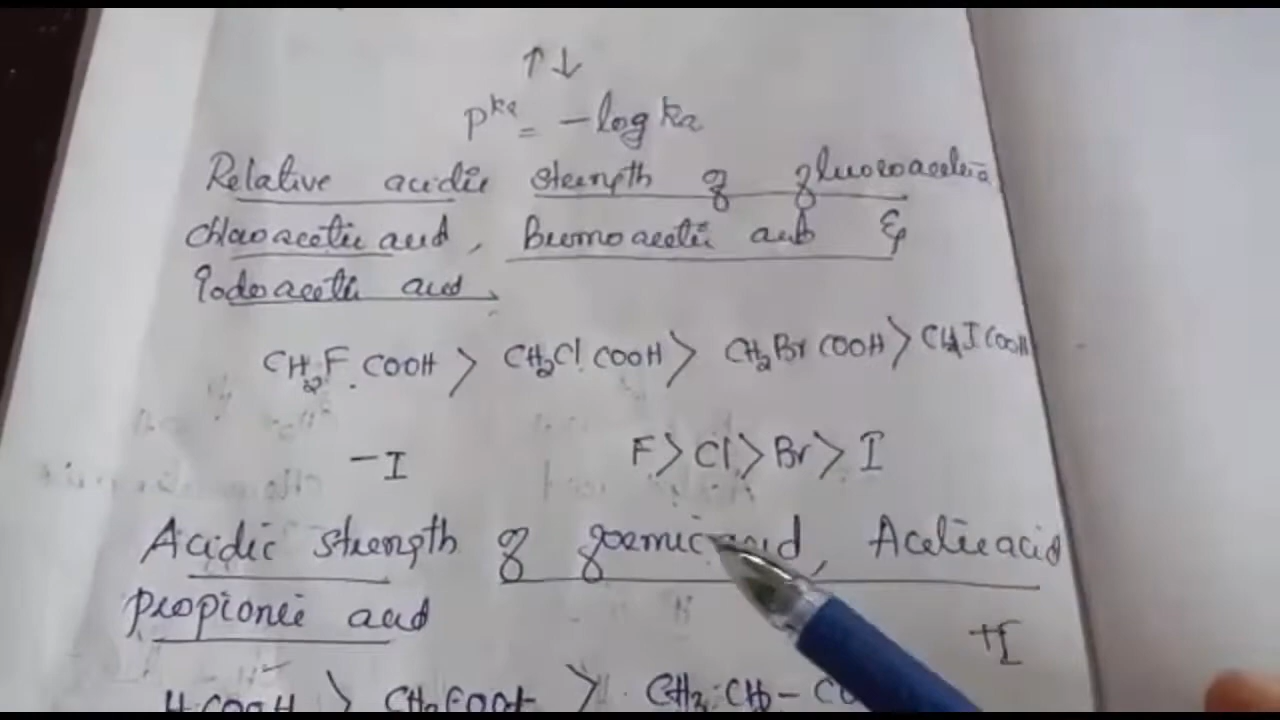 ↑↓
pka = -log ka
Relative acidic strength of fluoroacetic
chloroacetic acid, Bromoacetic acid &
Iodoacetic acid,
CH₂F.COOH > CH₂Cl.COOH > CH₂Br COOH > CH₂I COOH
-I F > Cl > Br > I
Acidic strength of formic acid, Acetic acid
propionic acid
+I
H.COOH > CH₃COOH > CH₃.CH₂-CO